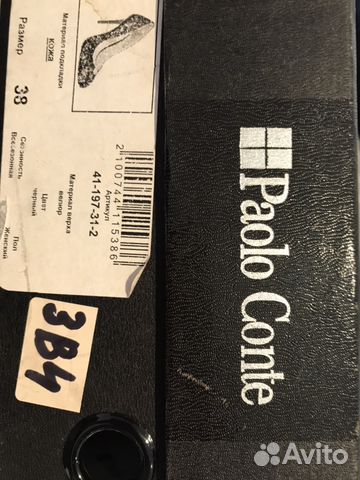 Размер
38
Материал подкладки
кожа
Сезонность
Всесезонная
2100744115386
Артикул
41-197-31-2
Материал верха
велюр
Цвет
черный
Пол
Женский
3В4
Paolo Conte
Avito